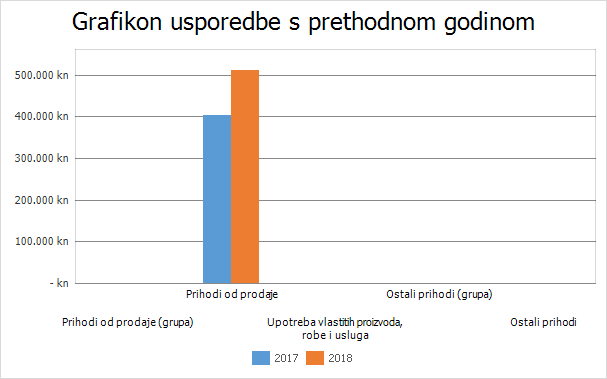 Grafikon usporedbe s prethodnom godinom
500.000 kn
400.000 kn
300.000 kn
200.000 kn
100.000 kn
- kn
Prihodi od prodaje
Ostali prihodi (grupa)
Prihodi od prodaje (grupa)
Upotreba vlastitih proizvoda,
robe i usluga
Ostali prihodi
2017
2018